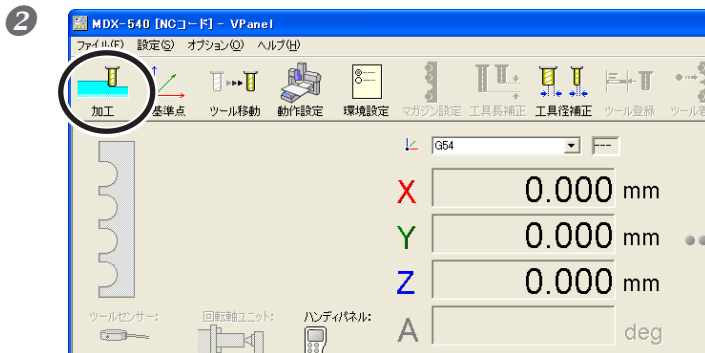 2
MDX-540 [NCコード] - VPanel
ファイル(F) 設定(S) オプション(O) ヘルプ(H)
加工 基準点 ツール移動 動作設定 環境設定 マガジン設定 工具長補正 工具径補正 ツール登録
G54 ---
X 0.000 mm
Y 0.000 mm
Z 0.000 mm
ツールセンサー: 回転軸ユニット: ハンディパネル: A deg